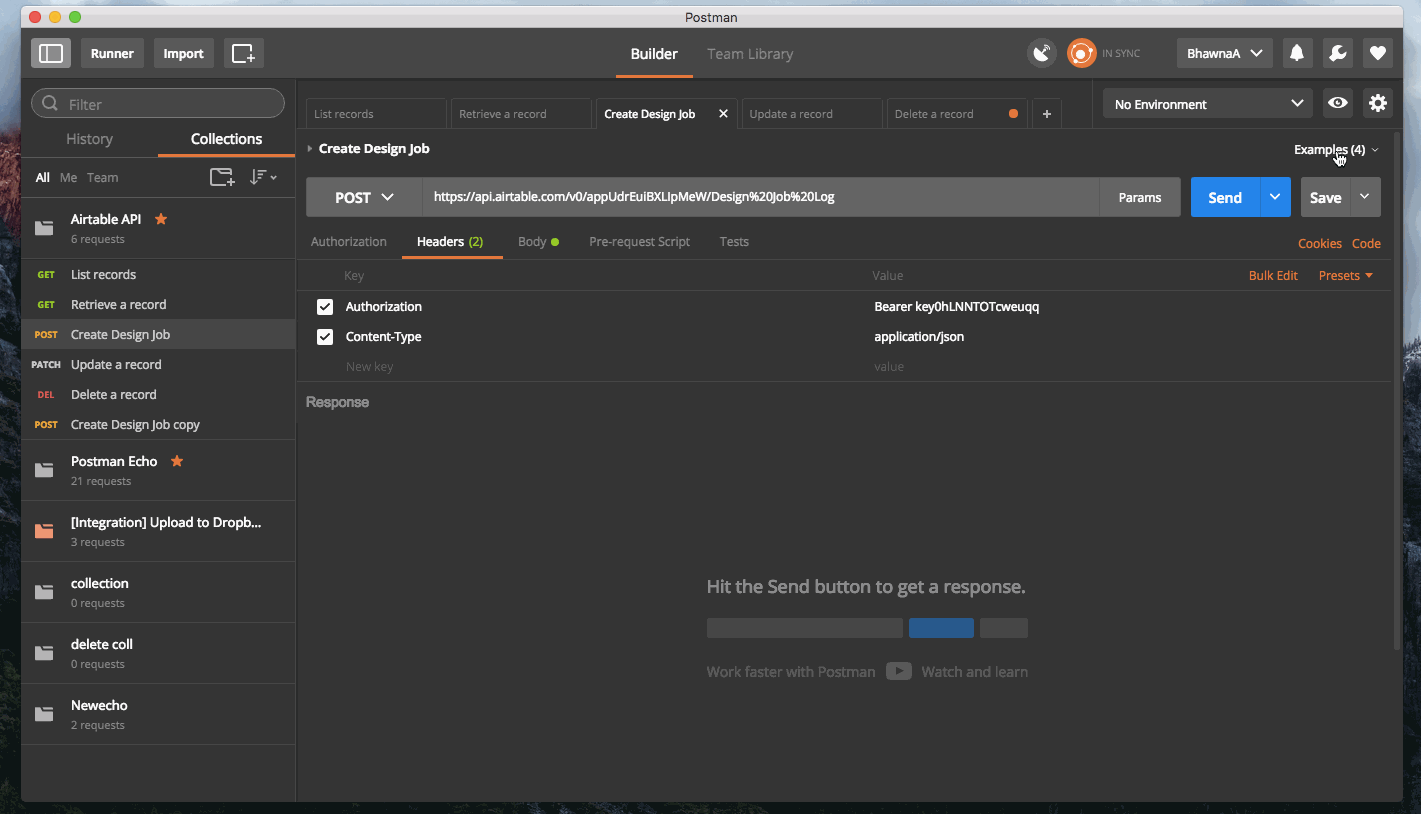 Postman
Runner
Import
Builder
Team Library
IN SYNC
BhawnaA
Filter
History
Collections
All
Me
Team
Airtable API
6 requests
GET List records
GET Retrieve a record
POST Create Design Job
PATCH Update a record
DEL Delete a record
POST Create Design Job copy
Postman Echo
21 requests
[Integration] Upload to Dropb...
3 requests
collection
0 requests
delete coll
0 requests
Newecho
2 requests
List records
Retrieve a record
Create Design Job
Update a record
Delete a record
No Environment
Create Design Job
Examples (4)
POST
https://api.airtable.com/v0/appUdrEuiBXLIpMeW/Design%20Job%20Log
Params
Send
Save
Authorization
Headers (2)
Body
Pre-request Script
Tests
Cookies
Code
Key
Value
Bulk Edit
Presets
Authorization
Bearer key0hLNNTOTcweuqq
Content-Type
application/json
New key
value
Response
Hit the Send button to get a response.
Work faster with Postman
Watch and learn